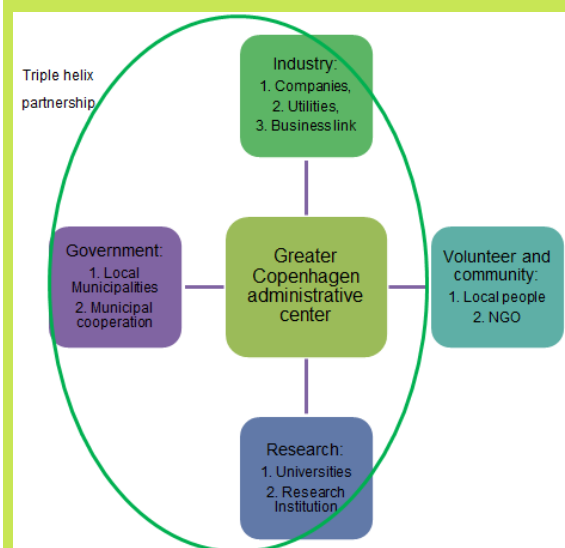 Triple helix
partnership
Industry:
1. Companies,
2. Utilities,
3. Business link
Government:
1. Local
Municipalities
2. Municipal
cooperation
Greater
Copenhagen
administrative
center
Volunteer and
community:
1. Local people
2. NGO
Research:
1. Universities
2. Research
Institution